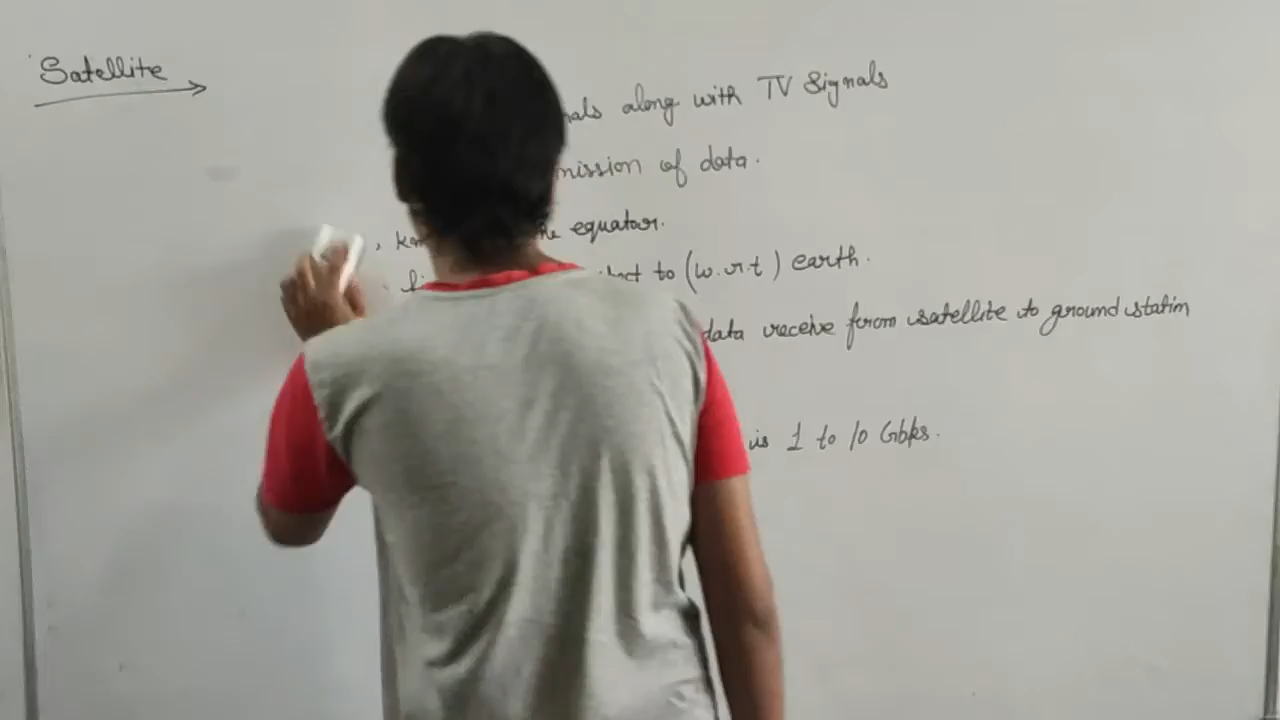 Satellite
nals along with TV Signals
mission of data.
he equator.
to (w.r.t) earth.
data receive from satellite to ground station
is 1 to 10 Gbps.